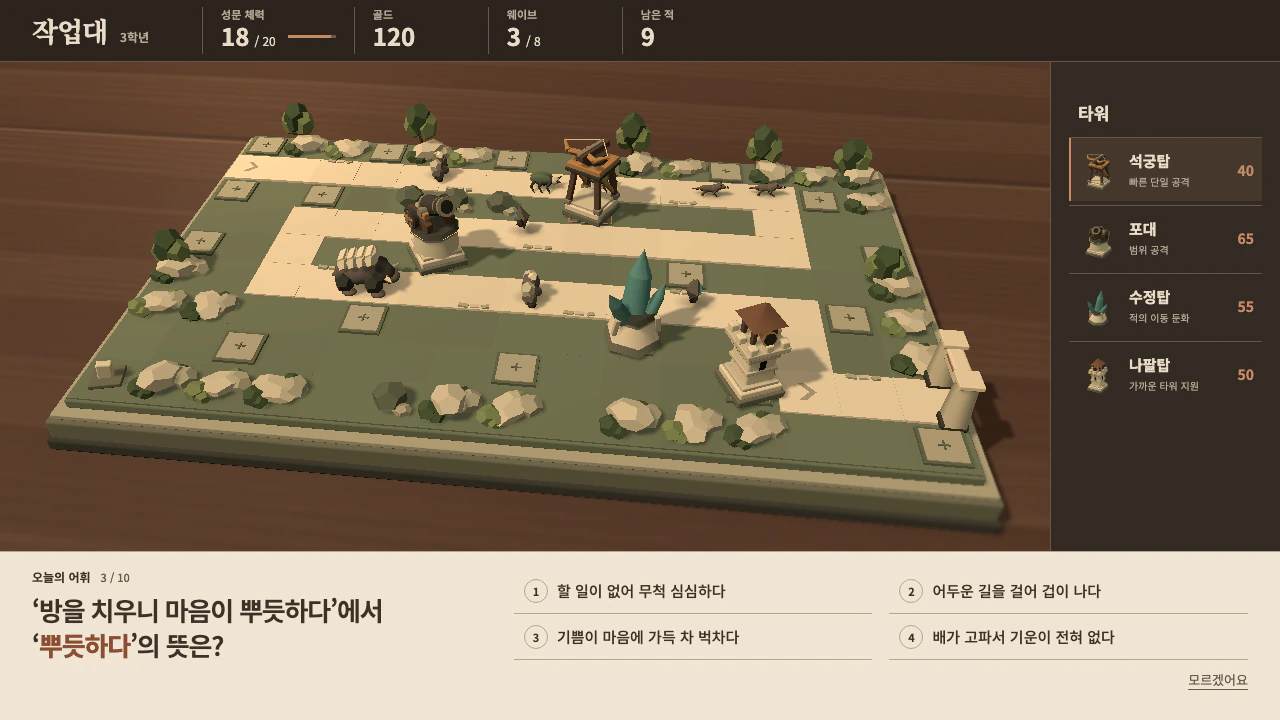 작업대 3학년
성문 체력
18 / 20
골드
120
웨이브
3 / 8
남은 적
9
타워
석궁탑
빠른 단일 공격
40
포대
범위 공격
65
수정탑
적의 이동 둔화
55
나팔탑
가까운 타워 지원
50
오늘의 어휘 3 / 10
‘방을 치우니 마음이 뿌듯하다’에서
‘뿌듯하다’의 뜻은?
1 할 일이 없어 무척 심심하다
2 어두운 길을 걸어 겁이 나다
3 기쁨이 마음에 가득 차 벅차다
4 배가 고파서 기운이 전혀 없다
모르겠어요